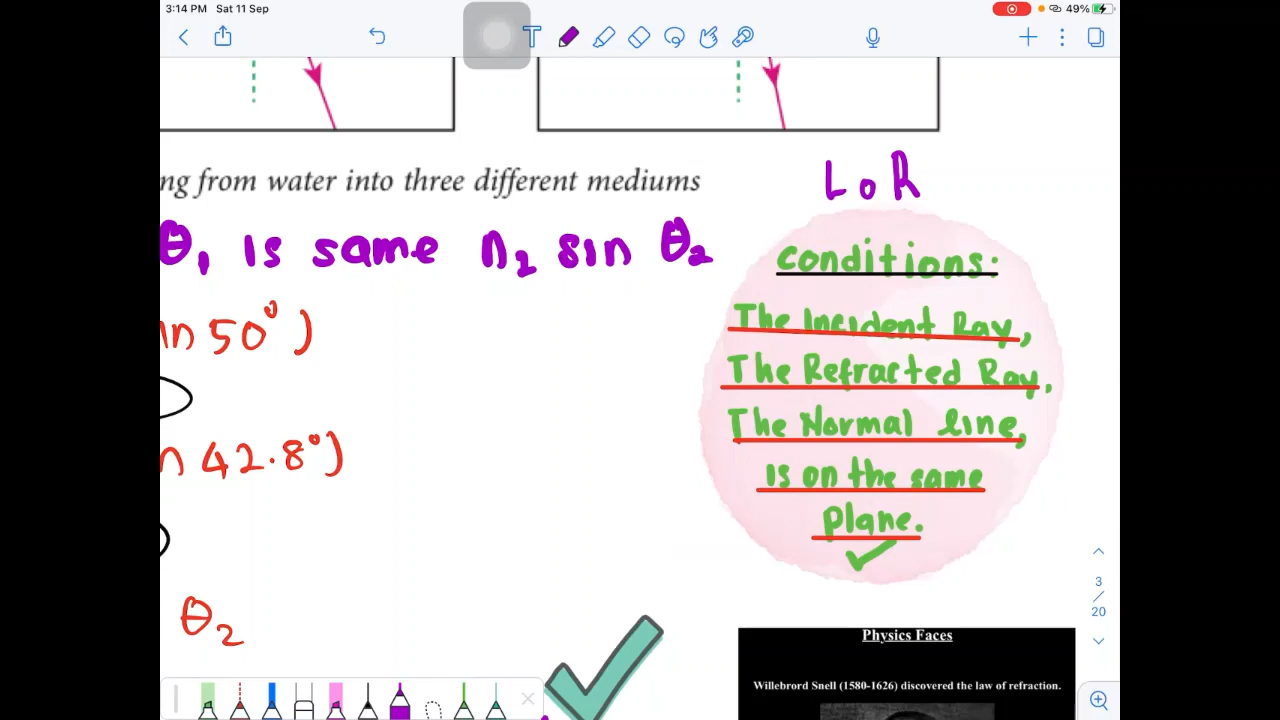 3:14 PM Sat 11 Sep
49%
T
ng from water into three different mediums
LOR
θ₁ is same n₂ sin θ₂
conditions:
The Incident Ray,
The Refracted Ray,
The Normal line,
is on the same
plane.
n 50°)
n 42.8°)
θ₂
3
/
20
Physics Faces
Willebrord Snell (1580-1626) discovered the law of refraction.